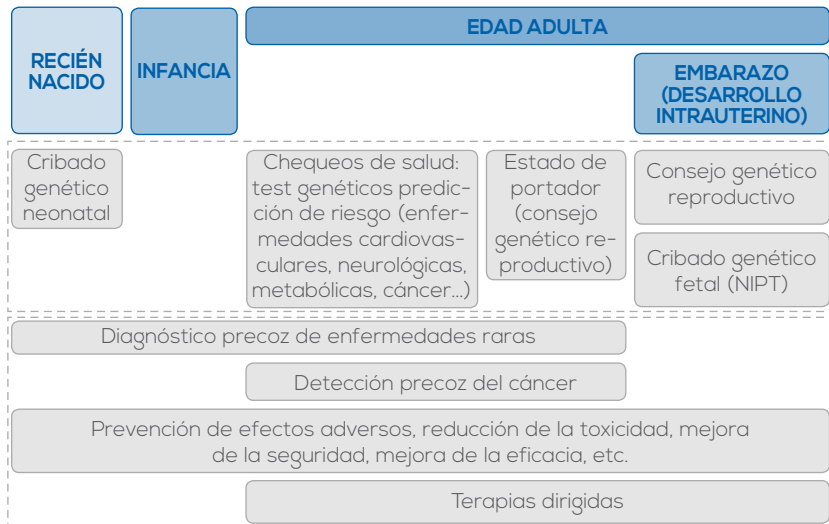 EDAD ADULTA
RECIÉN
NACIDO
INFANCIA
EMBARAZO
(DESARROLLO
INTRAUTERINO)
Cribado
genético
neonatal
Chequeos de salud:
test genéticos predic-
ción de riesgo (enfer-
medades cardiovas-
culares, neurológicas,
metabólicas, cáncer...)
Estado de
portador
(consejo
genético re-
productivo)
Consejo genético
reproductivo
Cribado genético
fetal (NIPT)
Diagnóstico precoz de enfermedades raras
Detección precoz del cáncer
Prevención de efectos adversos, reducción de la toxicidad, mejora
de la seguridad, mejora de la eficacia, etc.
Terapias dirigidas